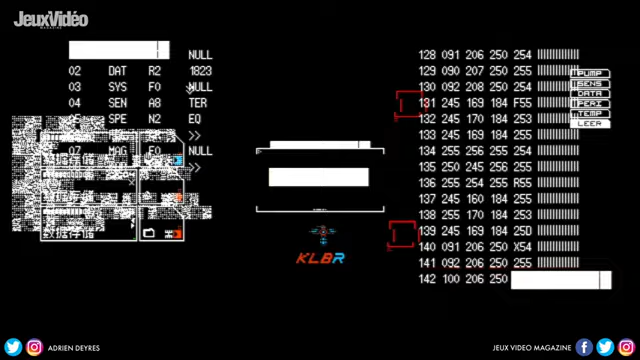 JeuxVidéo
MAGAZINE
NULL
02 DAT R2 1823
03 SYS F0 NULL
04 SEN A8 TER
SPE N2 EQ
>>
MAG F0 NULL
>>
KLBR
128 091 206 250 254
129 090 207 250 255
130 092 208 250 254
131 245 169 184 F55
132 245 170 184 253
133 245 169 184 255
134 255 256 255 254
135 250 245 256 255
136 255 254 255 R55
137 245 160 184 255
138 255 170 184 253
139 245 169 184 25D
140 091 206 250 X54
141 092 206 250 255
142 100 206 250
PUMP
SENS
DATA
PERI
TEMP
LEER
ADRIEN DEYRES
JEUX VIDEO MAGAZINE